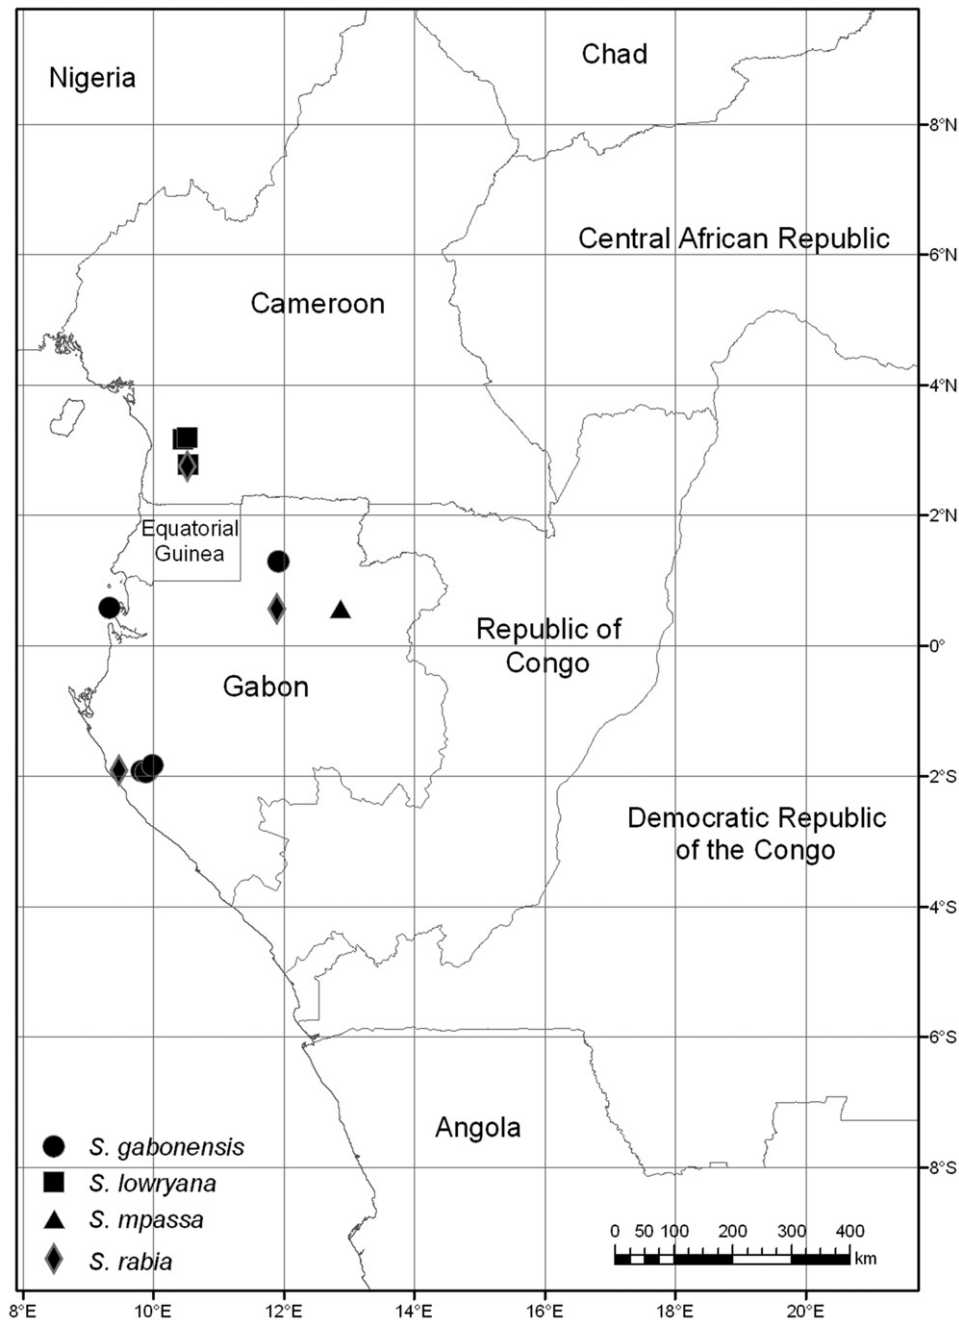 Nigeria
Chad
8°N
Central African Republic
6°N
Cameroon
4°N
2°N
Equatorial
Guinea
Republic of
Congo
0°
Gabon
2°S
Democratic Republic
of the Congo
4°S
6°S
Angola
8°S
S. gabonensis
S. lowryana
S. mpassa
S. rabia
0 50 100 200 300 400
km
8°E 10°E 12°E 14°E 16°E 18°E 20°E